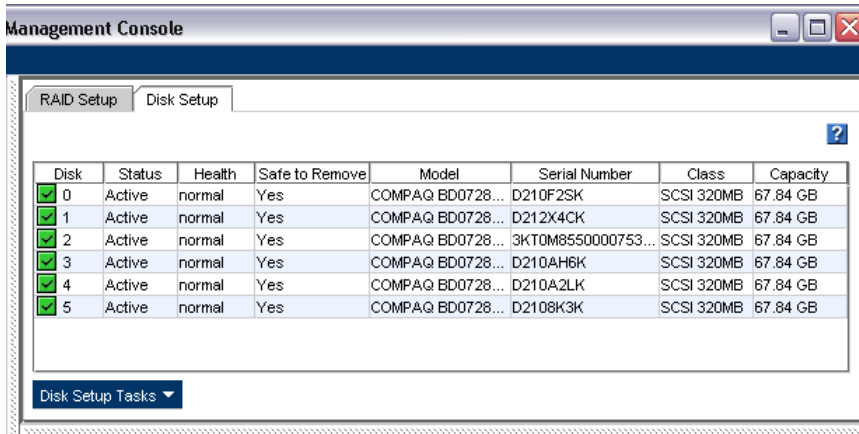 Management Console
RAID Setup Disk Setup
?
Disk Status Health Safe to Remove Model Serial Number Class Capacity
0 Active normal Yes COMPAQ BD0728... D210F2SK SCSI 320MB 67.84 GB
1 Active normal Yes COMPAQ BD0728... D212X4CK SCSI 320MB 67.84 GB
2 Active normal Yes COMPAQ BD0728... 3KT0M8550000753... SCSI 320MB 67.84 GB
3 Active normal Yes COMPAQ BD0728... D210AH6K SCSI 320MB 67.84 GB
4 Active normal Yes COMPAQ BD0728... D210A2LK SCSI 320MB 67.84 GB
5 Active normal Yes COMPAQ BD0728... D2108K3K SCSI 320MB 67.84 GB
Disk Setup Tasks